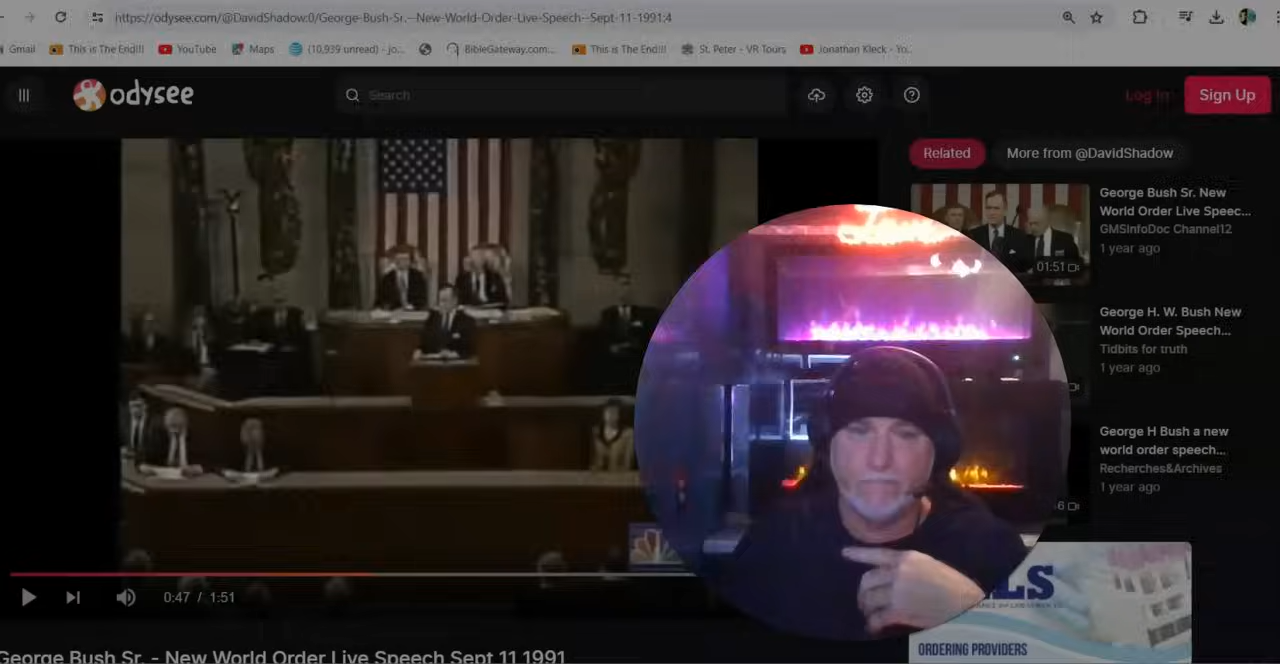 https://odysee.com/@DavidShadow:0/George-Bush-Sr.--New-World-Order-Live-Speech--Sept-11-1991:4
Gmail
This is The End!!!
YouTube
Maps
(10,939 unread) - jo...
BibleGateway.com...
This is The End!!!
St. Peter - VR Tours
Jonathan Kleck - Yo...
odysee
Search
Log In
Sign Up
Related
More from @DavidShadow
George Bush Sr. New
World Order Live Speec...
GMSInfoDoc Channel12
1 year ago
01:51
George H. W. Bush New
World Order Speech...
Tidbits for truth
1 year ago
George H Bush a new
world order speech...
Recherches&Archives
1 year ago
0:47 / 1:51
ORDERING PROVIDERS
George Bush Sr. - New World Order Live Speech Sept 11 1991